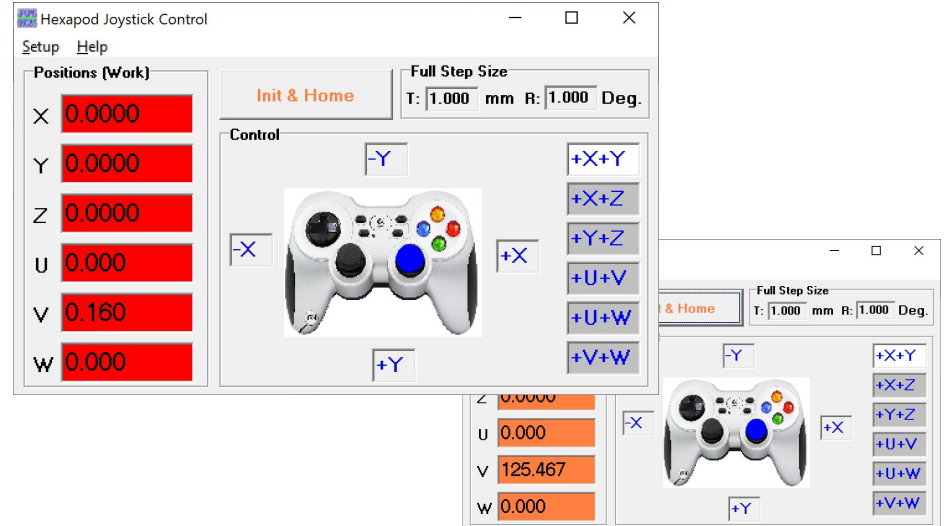 Hexapod Joystick Control
Setup Help
Positions (Work)
X 0.0000
Y 0.0000
Z 0.0000
U 0.000
V 0.160
W 0.000
Init & Home
Full Step Size
T: 1.000 mm R: 1.000 Deg.
Control
-Y
-X
+X
+Y
+X+Y
+X+Z
+Y+Z
+U+V
+U+W
+V+W
t & Home
Full Step Size
T: 1.000 mm R: 1.000 Deg.
Z 0.0000
U 0.000
V 125.467
W 0.000
-Y
-X
+X
+Y
+X+Y
+X+Z
+Y+Z
+U+V
+U+W
+V+W